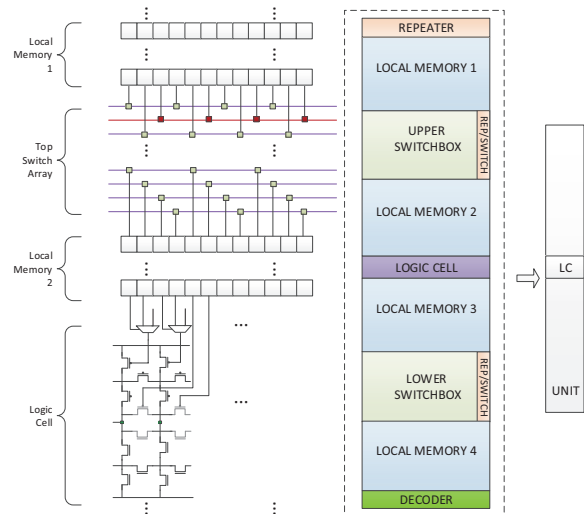 Local
Memory
1
Top
Switch
Array
Local
Memory
2
Logic
Cell
REPEATER
LOCAL MEMORY 1
UPPER
SWITCHBOX
REP/SWITCH
LOCAL MEMORY 2
LOGIC CELL
LOCAL MEMORY 3
LOWER
SWITCHBOX
REP/SWITCH
LOCAL MEMORY 4
DECODER
LC
UNIT